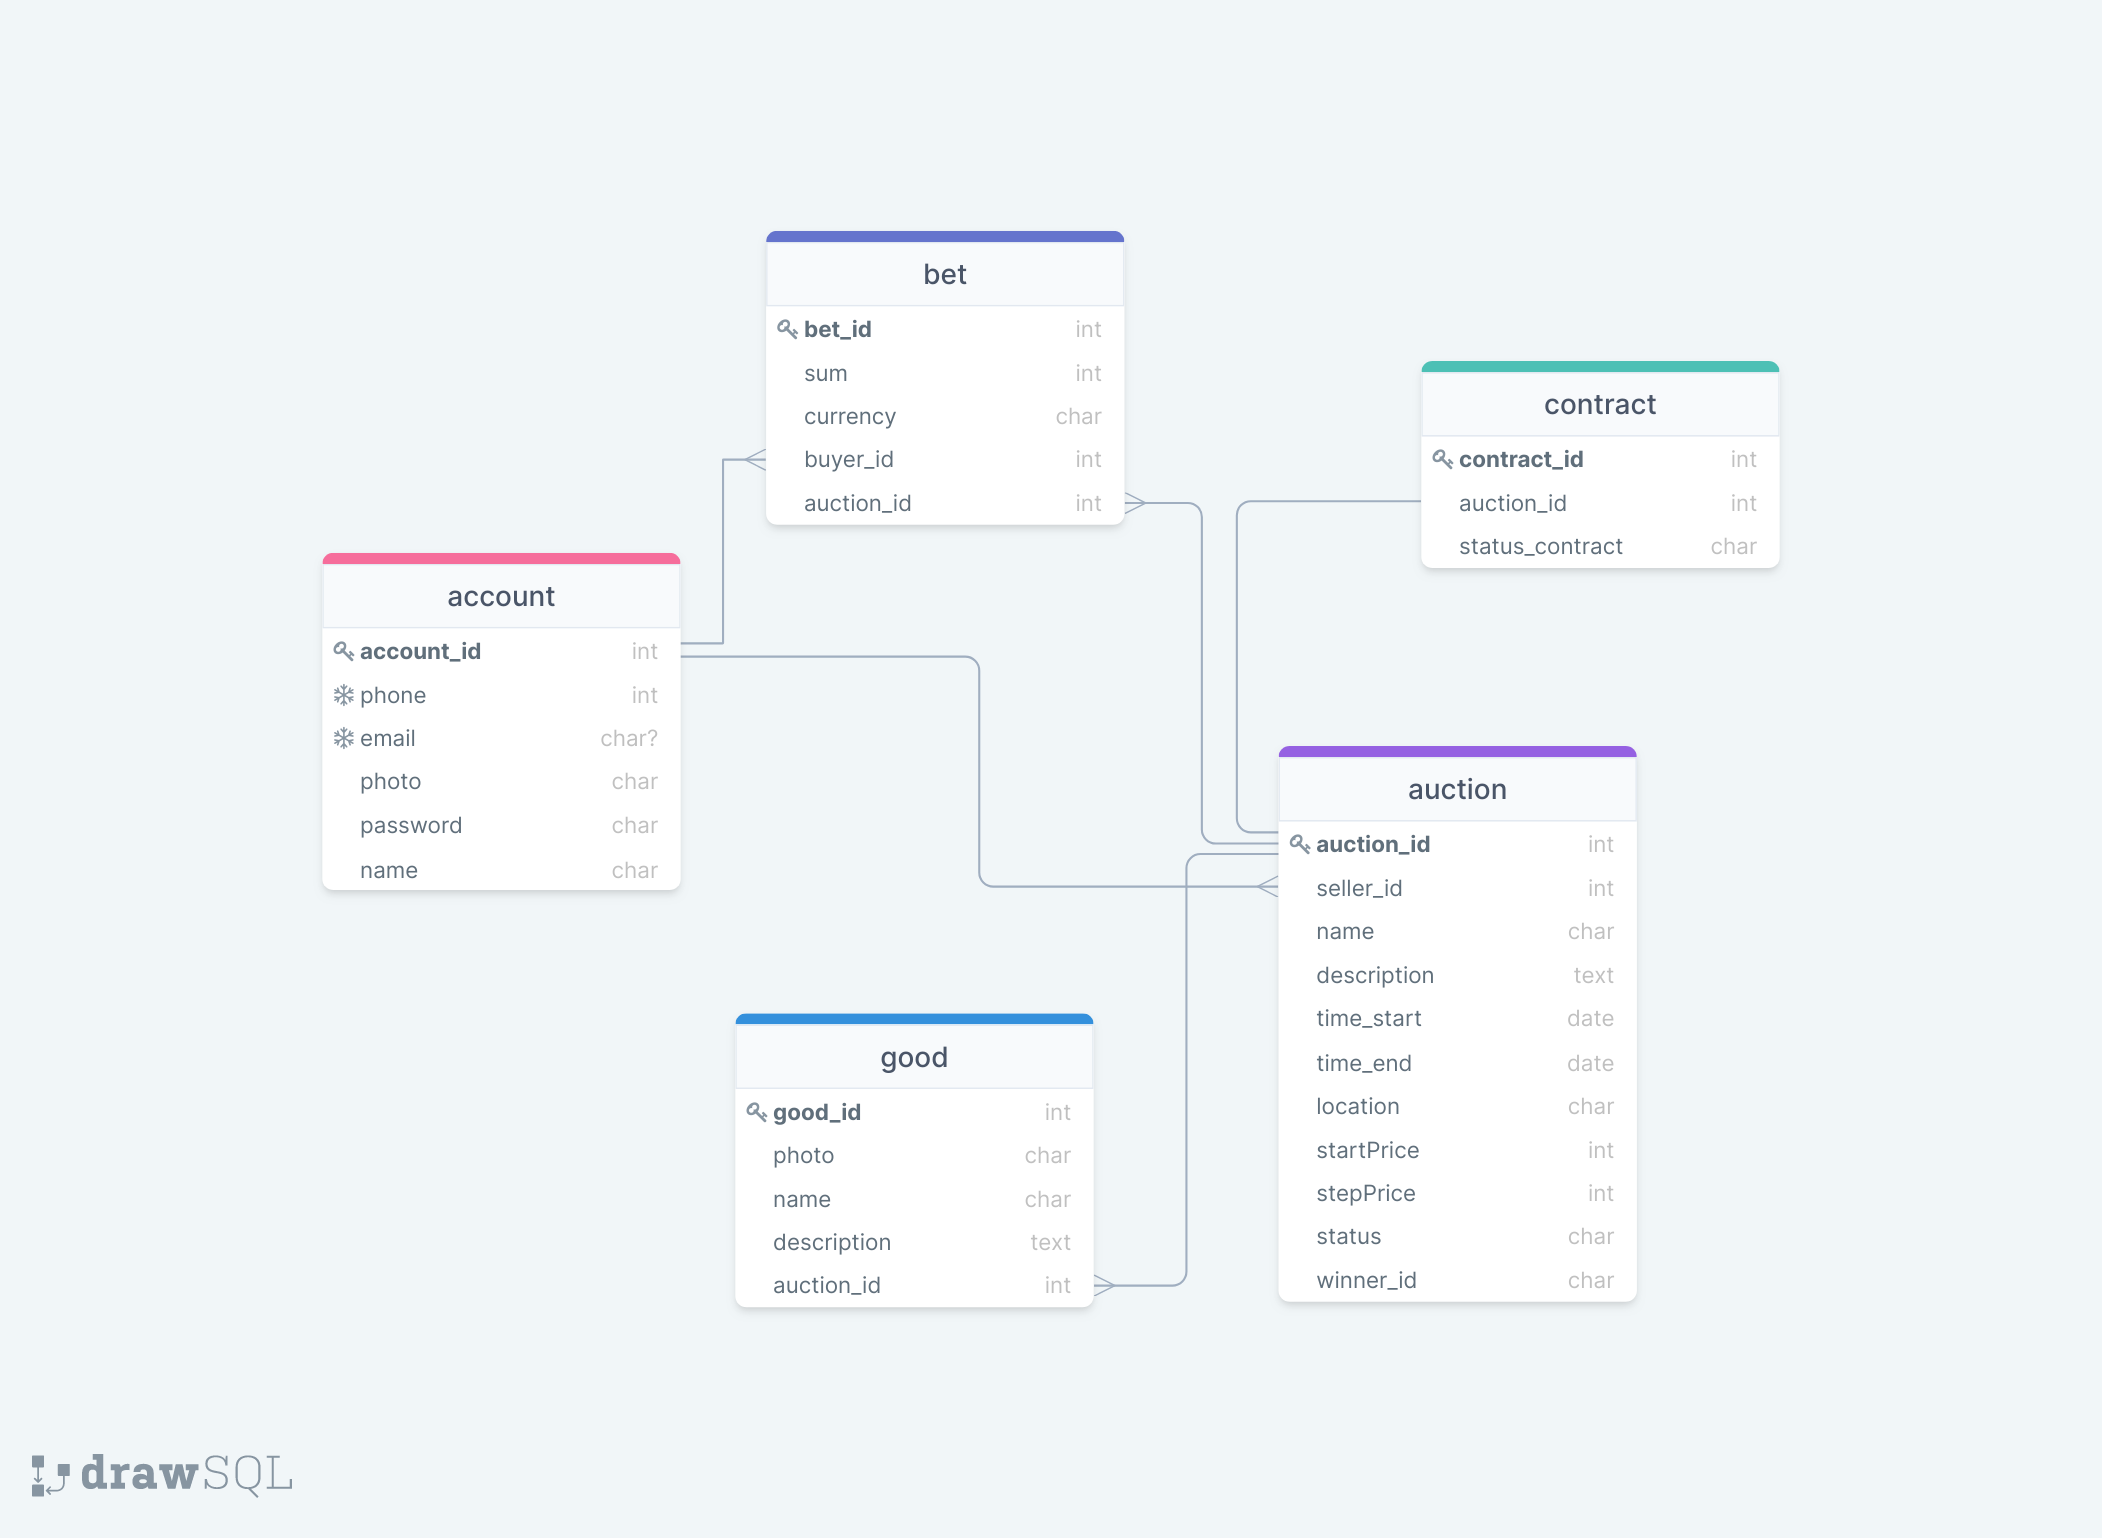 bet
bet_id int
sum int
currency char
buyer_id int
auction_id int
contract
contract_id int
auction_id int
status_contract char
account
account_id int
phone int
email char?
photo char
password char
name char
auction
auction_id int
seller_id int
name char
description text
time_start date
time_end date
location char
startPrice int
stepPrice int
status char
winner_id char
good
good_id int
photo char
name char
description text
auction_id int
drawSQL